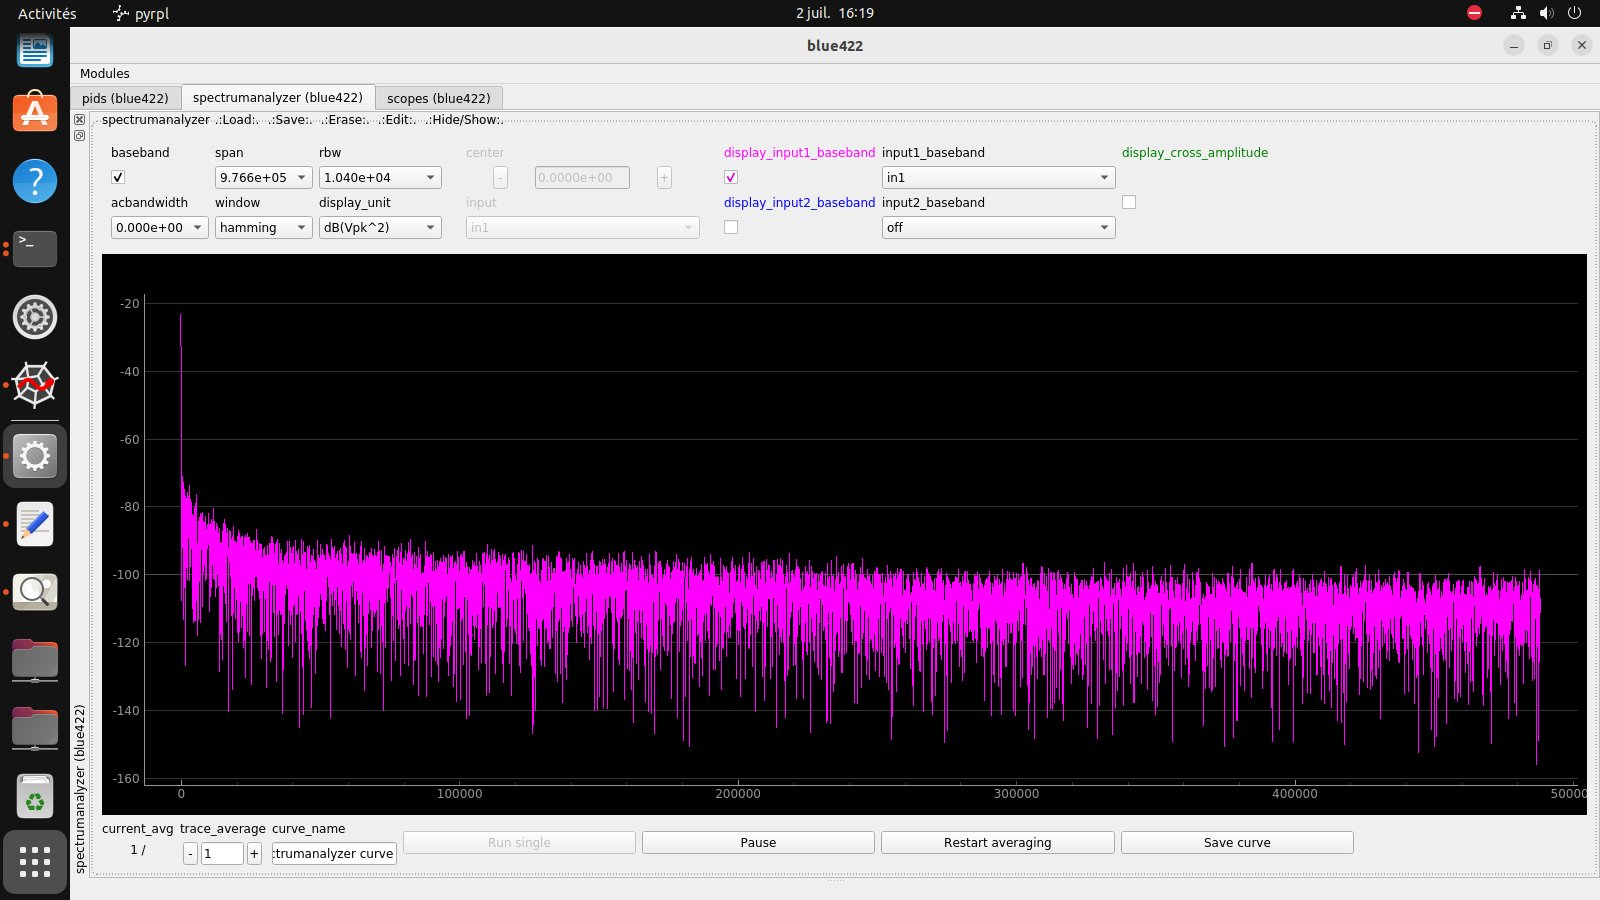 Activités pyrpl 2 juil. 16:19
blue422
Modules
pids (blue422) spectrumanalyzer (blue422) scopes (blue422)
spectrumanalyzer .:Load:. .:Save:. .:Erase:. .:Edit:. .:Hide/Show:.
baseband span rbw center display_input1_baseband input1_baseband display_cross_amplitude
9.766e+05 1.040e+04 - 0.0000e+00 + in1
acbandwidth window display_unit input display_input2_baseband input2_baseband
0.000e+00 hamming dB(Vpk^2) in1 off
-20
-40
-60
-80
-100
-120
-140
-160
0 100000 200000 300000 400000 50000
spectrumanalyzer (blue422)
current_avg trace_average curve_name
1 / - 1 + trumanalyzer curve Run single Pause Restart averaging Save curve